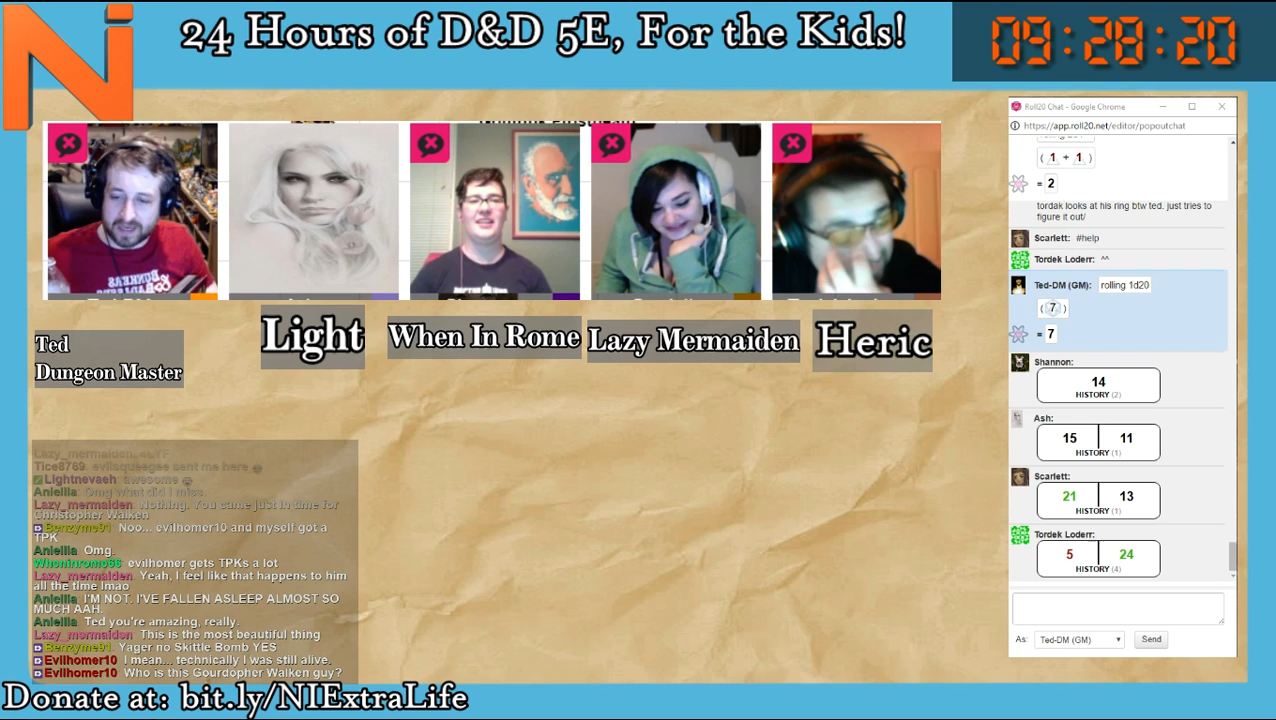 24 Hours of D&D 5E, For the Kids!
09:28:20
Ni
Roll20 Chat - Google Chrome
https://app.roll20.net/editor/popoutchat
( 1 + 1 )
= 2
tordak looks at his ring btw ted. just tries to
figure it out/
Scarlett: #help
Tordek Loderr: ^^
Ted-DM (GM): rolling 1d20
( 7 )
= 7
Shannon:
14
HISTORY (2)
Ash:
15 11
HISTORY (1)
Scarlett:
21 13
HISTORY (1)
Tordek Loderr:
5 24
HISTORY (4)
As: Ted-DM (GM) Send
Ted
Dungeon Master
Light
When In Rome
Lazy Mermaiden
Heric
Lazy_mermaiden:
Tice8769: evilsqueegee sent me here
Lightnevaeh: awesome
Aniellia: Omg what did I miss.
Lazy_mermaiden: Nothing. You came just in time for
Christopher Walken
Benzyme91: Noo... evilhomer10 and myself got a
TPK
Aniellia: Omg.
Wheninrome66: evilhomer gets TPKs a lot
Lazy_mermaiden: Yeah, I feel like that happens to him
all the time lmao
Aniellia: I'M NOT. I'VE FALLEN ASLEEP ALMOST SO
MUCH AAH.
Aniellia: Ted you're amazing, really.
Lazy_mermaiden: This is the most beautiful thing
Benzyme91: Yager no Skittle Bomb YES
Evilhomer10: I mean... technically I was still alive.
Evilhomer10: Who is this Gourdopher Walken guy?
Donate at: bit.ly/NIExtraLife